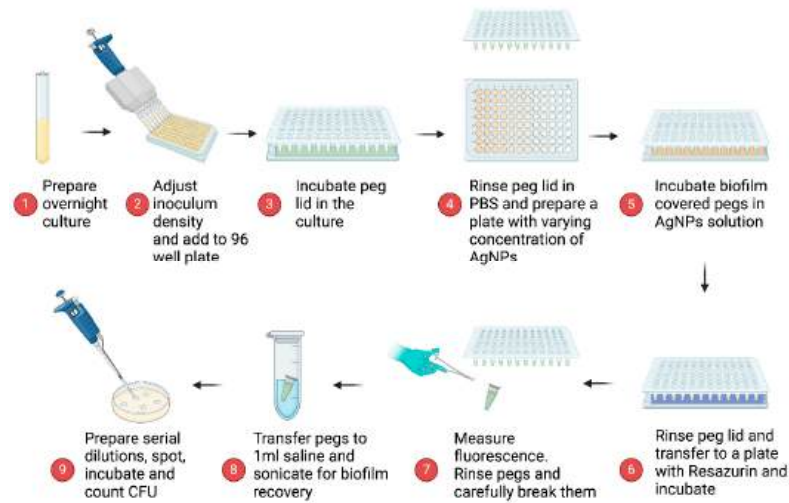 1 Prepare
overnight
culture
2 Adjust
inoculum
density
and add to 96
well plate
3 Incubate peg
lid in the
culture
4 Rinse peg lid in
PBS and prepare a
plate with varying
concentration of
AgNPs
5 Incubate biofilm
covered pegs in
AgNPs solution
6 Rinse peg lid and
transfer to a plate
with Resazurin and
incubate
7 Measure
fluorescence.
Rinse pegs and
carefully break them
8 Transfer pegs to
1ml saline and
sonicate for biofilm
recovery
9 Prepare serial
dilutions, spot,
incubate and
count CFU